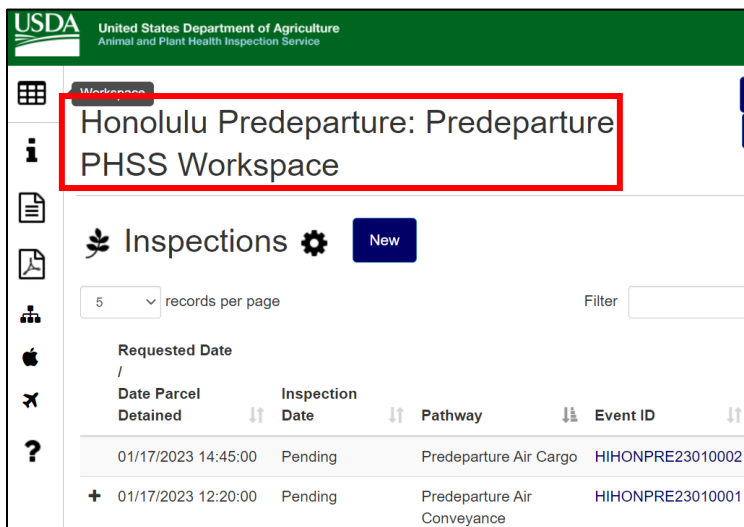 USDA
United States Department of Agriculture
Animal and Plant Health Inspection Service
Workspace
Honolulu Predeparture: Predeparture
PHSS Workspace
Inspections
New
5 records per page
Filter
Requested Date
/
Date Parcel
Detained
Inspection
Date
Pathway
Event ID
01/17/2023 14:45:00 Pending Predeparture Air Cargo HIHONPRE23010002
01/17/2023 12:20:00 Pending Predeparture Air HIHONPRE23010001
Conveyance